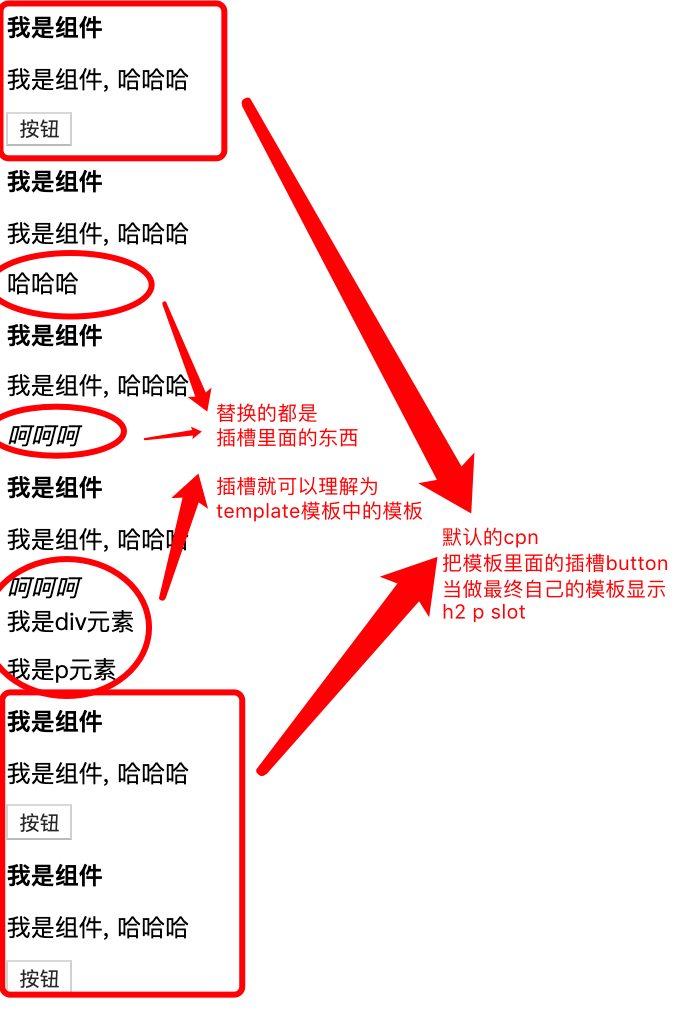 我是组件
我是组件, 哈哈哈
按钮
我是组件
我是组件, 哈哈哈
哈哈哈
我是组件
我是组件, 哈哈哈
呵呵呵
我是组件
我是组件, 哈哈哈
呵呵呵
我是div元素
我是p元素
我是组件
我是组件, 哈哈哈
按钮
我是组件
我是组件, 哈哈哈
按钮
替换的都是
插槽里面的东西
插槽就可以理解为
template模板中的模板
默认的cpn
把模板里面的插槽button
当做最终自己的模板显示
h2 p slot